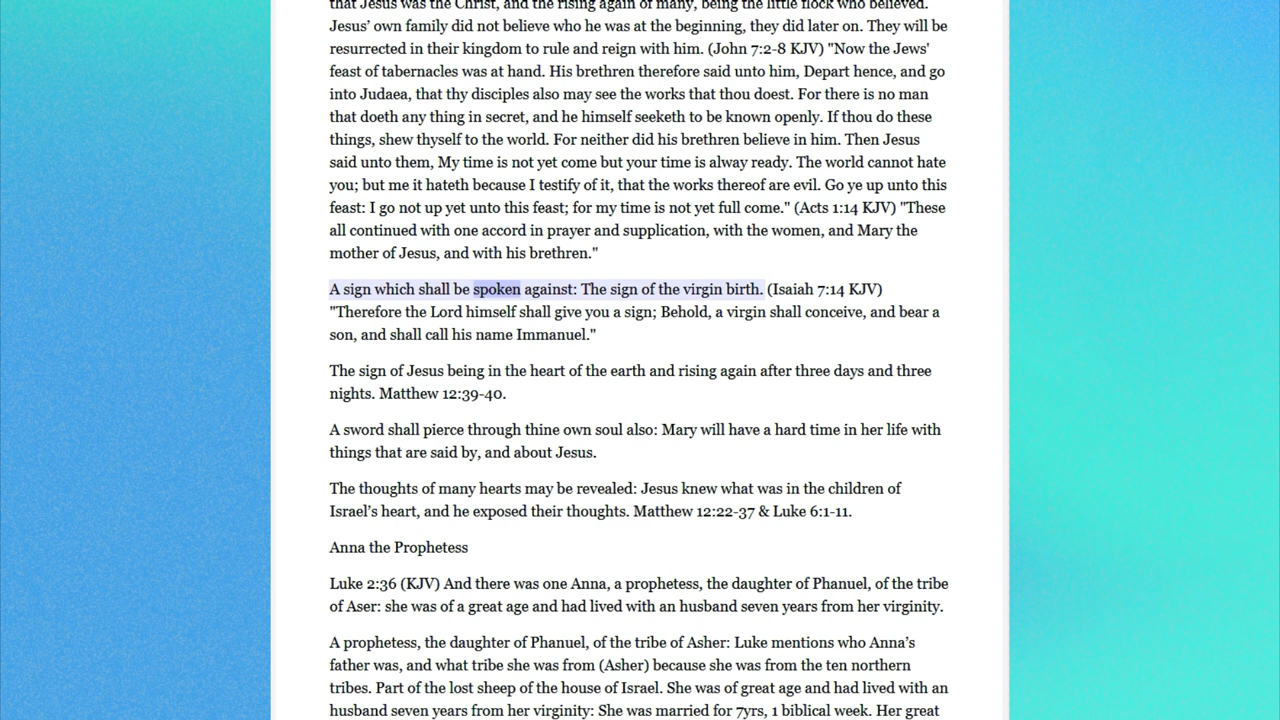 that Jesus was the Christ, and the rising again of many, being the little flock who believed.
Jesus’ own family did not believe who he was at the beginning, they did later on. They will be
resurrected in their kingdom to rule and reign with him. (John 7:2-8 KJV) "Now the Jews'
feast of tabernacles was at hand. His brethren therefore said unto him, Depart hence, and go
into Judaea, that thy disciples also may see the works that thou doest. For there is no man
that doeth any thing in secret, and he himself seeketh to be known openly. If thou do these
things, shew thyself to the world. For neither did his brethren believe in him. Then Jesus
said unto them, My time is not yet come but your time is alway ready. The world cannot hate
you; but me it hateth because I testify of it, that the works thereof are evil. Go ye up unto this
feast: I go not up yet unto this feast; for my time is not yet full come." (Acts 1:14 KJV) "These
all continued with one accord in prayer and supplication, with the women, and Mary the
mother of Jesus, and with his brethren."
A sign which shall be spoken against: The sign of the virgin birth. (Isaiah 7:14 KJV)
"Therefore the Lord himself shall give you a sign; Behold, a virgin shall conceive, and bear a
son, and shall call his name Immanuel."
The sign of Jesus being in the heart of the earth and rising again after three days and three
nights. Matthew 12:39-40.
A sword shall pierce through thine own soul also: Mary will have a hard time in her life with
things that are said by, and about Jesus.
The thoughts of many hearts may be revealed: Jesus knew what was in the children of
Israel’s heart, and he exposed their thoughts. Matthew 12:22-37 & Luke 6:1-11.
Anna the Prophetess
Luke 2:36 (KJV) And there was one Anna, a prophetess, the daughter of Phanuel, of the tribe
of Aser: she was of a great age and had lived with an husband seven years from her virginity.
A prophetess, the daughter of Phanuel, of the tribe of Asher: Luke mentions who Anna’s
father was, and what tribe she was from (Asher) because she was from the ten northern
tribes. Part of the lost sheep of the house of Israel. She was of great age and had lived with an
husband seven years from her virginity: She was married for 7yrs, 1 biblical week. Her great